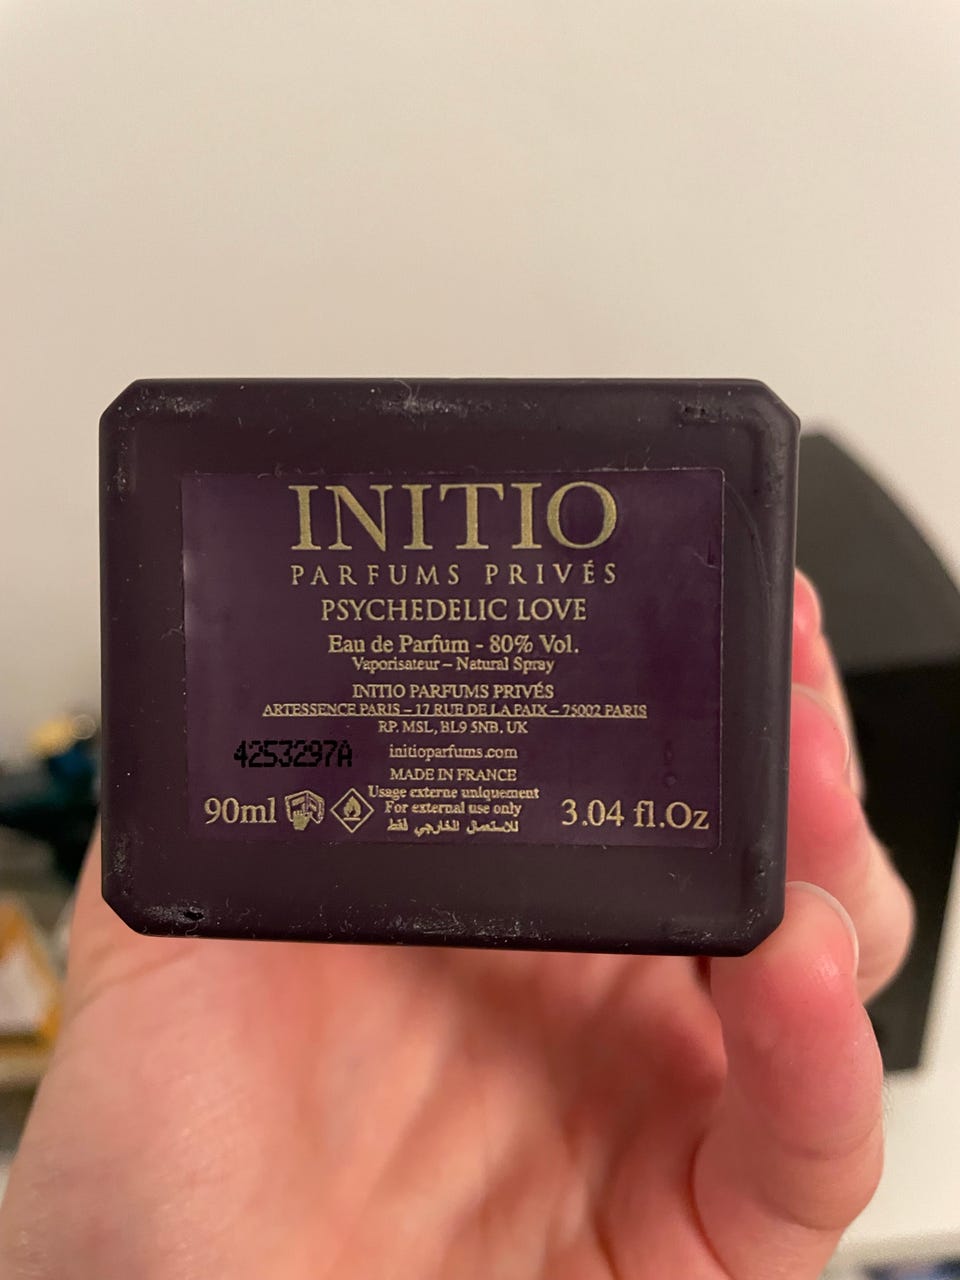 INITIO
PARFUMS PRIVÉS
PSYCHEDELIC LOVE
Eau de Parfum - 80% Vol.
Vaporisateur – Natural Spray
INITIO PARFUMS PRIVÉS
ARTESSENCE PARIS – 17 RUE DE LA PAIX – 75002 PARIS
RP. MSL, BL9 5NB, UK
4253297A
initioparfums.com
MADE IN FRANCE
Usage externe uniquement
For external use only
للاستعمال الخارجي فقط
90ml
3.04 fl.Oz